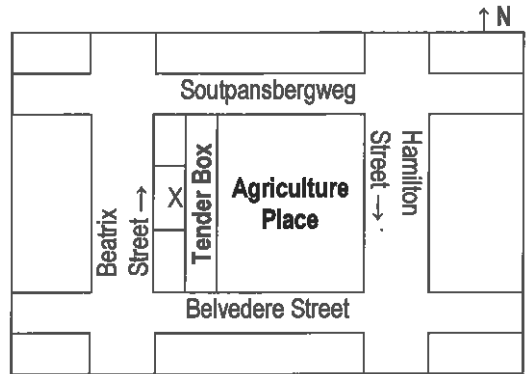 ↑ N
Soutpansbergweg
Beatrix
Street →
X
Tender Box
Agriculture
Place
Hamilton
Street →
Belvedere Street